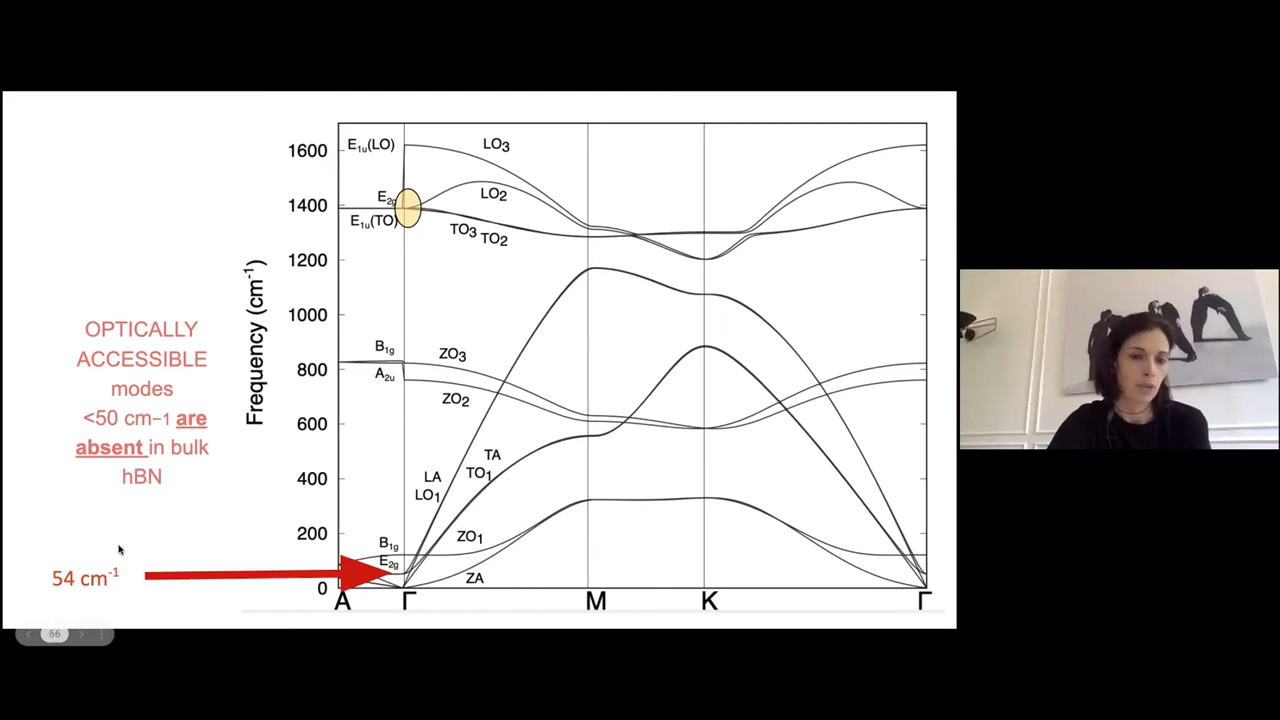 OPTICALLY
ACCESSIBLE
modes
<50 cm−1 are
absent in bulk
hBN
54 cm-1
Frequency (cm-1)
1600
1400
1200
1000
800
600
400
200
0
E1u(LO)
LO3
E2g
LO2
E1u(TO)
TO3
TO2
B1g
ZO3
A2u
ZO2
TA
LA
TO1
LO1
B1g
ZO1
E2g
ZA
A
Γ
M
K
Γ
66